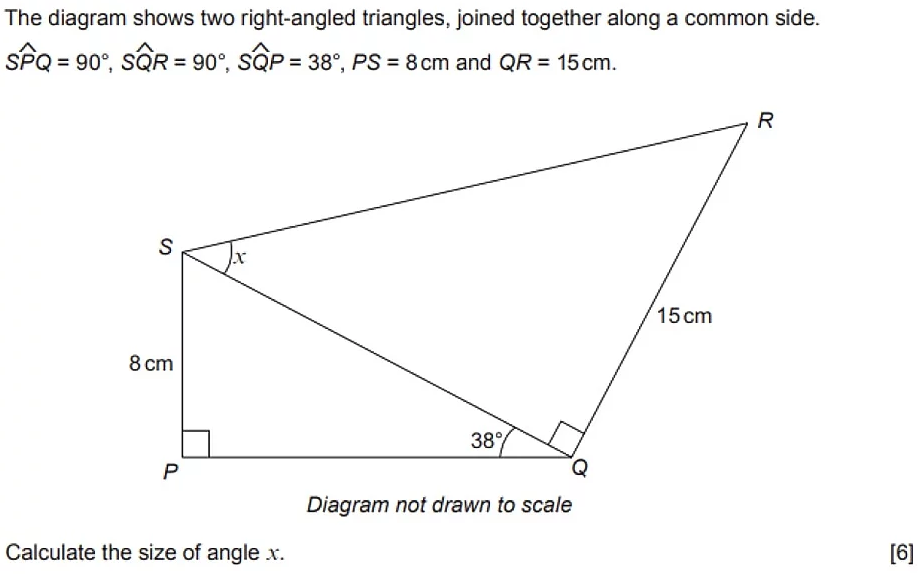 The diagram shows two right-angled triangles, joined together along a common side.
SP̂Q = 90°, SQ̂R = 90°, SQ̂P = 38°, PS = 8 cm and QR = 15 cm.
R
S
x
15 cm
8 cm
38°
P
Q
Diagram not drawn to scale
Calculate the size of angle x. [6]